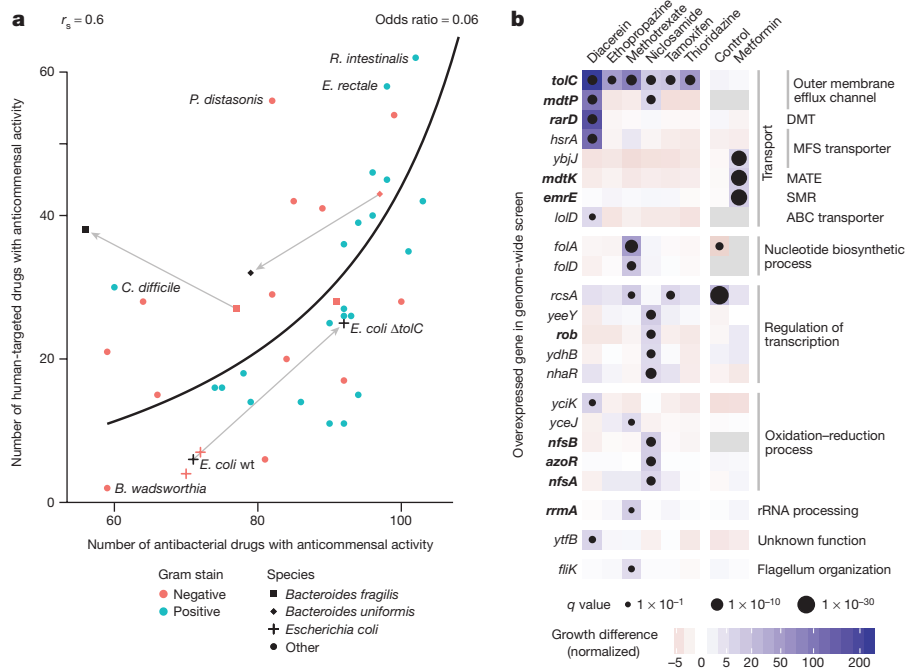 a
r_s = 0.6
Odds ratio = 0.06
Number of human-targeted drugs with anticommensal activity
60
40
20
0
R. intestinalis
E. rectale
P. distasonis
C. difficile
E. coli ΔtolC
E. coli wt
B. wadsworthia
60 80 100
Number of antibacterial drugs with anticommensal activity
Gram stain
Negative
Positive
Species
Bacteroides fragilis
Bacteroides uniformis
Escherichia coli
Other
b
Diacerein
Ethopropazine
Methotrexate
Niclosamide
Tamoxifen
Thioridazine
Control
Metformin
Overexpressed gene in genome-wide screen
tolC
mdtP
rarD
hsrA
ybjJ
mdtK
emrE
lolD
Transport
Outer membrane
efflux channel
DMT
MFS transporter
MATE
SMR
ABC transporter
folA
folD
Nucleotide biosynthetic
process
rcsA
yeeY
rob
ydhB
nhaR
Regulation of
transcription
yciK
yceJ
nfsB
azoR
nfsA
Oxidation–reduction
process
rrmA
rRNA processing
ytfB
Unknown function
fliK
Flagellum organization
q value
1 × 10⁻¹
1 × 10⁻¹⁰
1 × 10⁻³⁰
Growth difference
(normalized)
−5 0 5 20 50 100 200